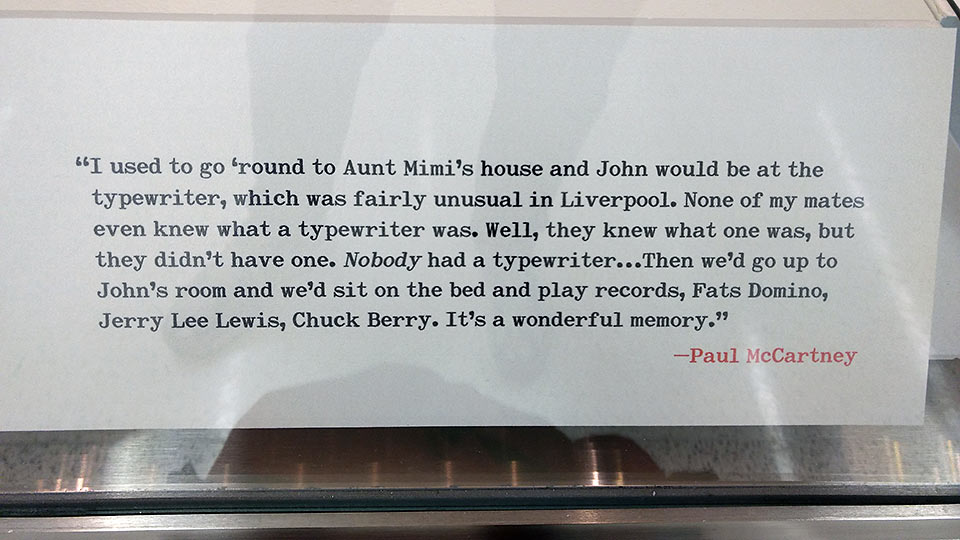 “I used to go ‘round to Aunt Mimi’s house and John would be at the
typewriter, which was fairly unusual in Liverpool. None of my mates
even knew what a typewriter was. Well, they knew what one was, but
they didn’t have one. Nobody had a typewriter...Then we’d go up to
John’s room and we’d sit on the bed and play records, Fats Domino,
Jerry Lee Lewis, Chuck Berry. It’s a wonderful memory.”
—Paul McCartney